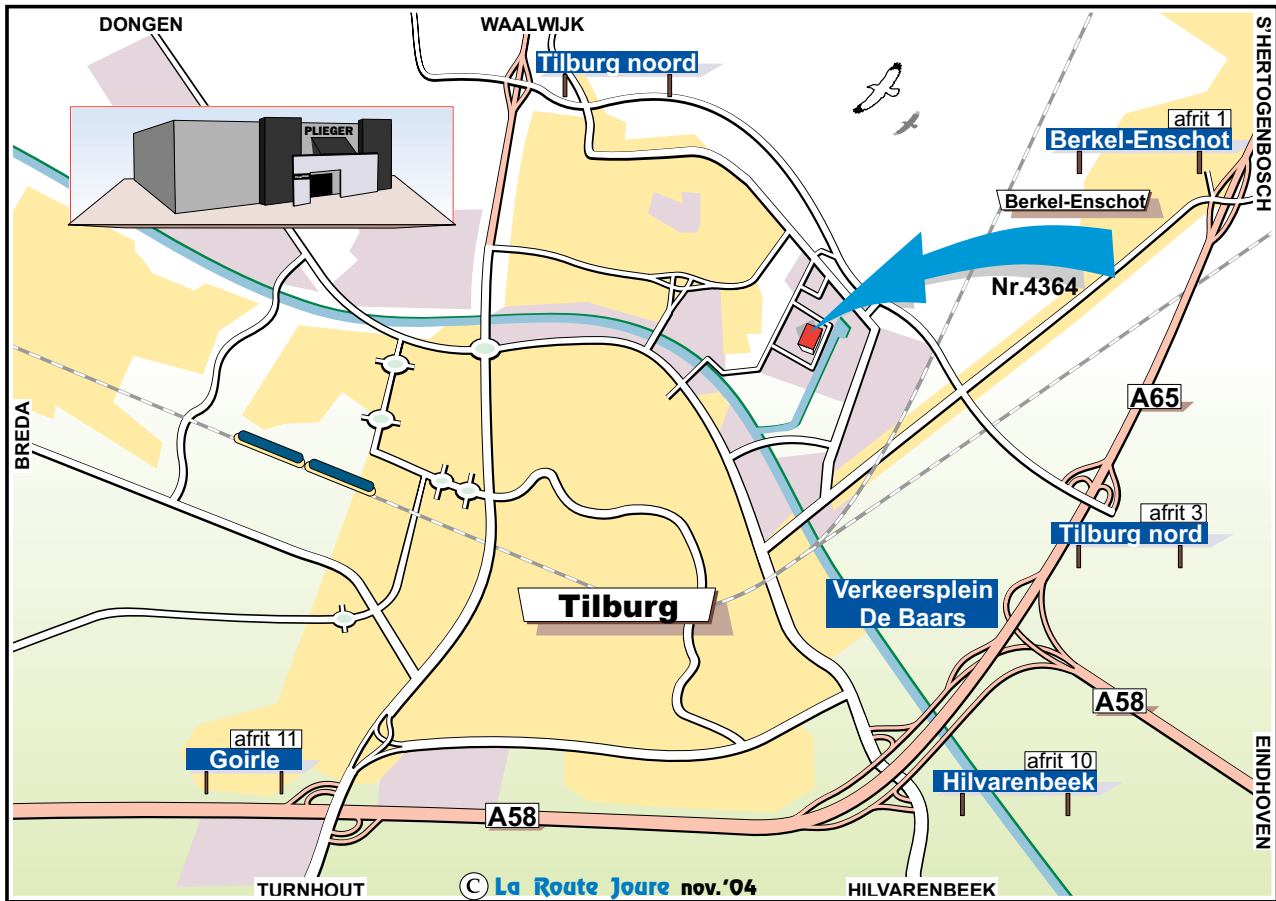 DONGEN
WAALWIJK
Tilburg noord
S'HERTOGENBOSCH
afrit 1
Berkel-Enschot
PLIEGER
Berkel-Enschot
Nr.4364
A65
BREDA
afrit 3
Tilburg nord
Verkeersplein
De Baars
Tilburg
A58
afrit 11
Goirle
afrit 10
Hilvarenbeek
EINDHOVEN
A58
TURNHOUT
© La Route Joure nov.'04
HILVARENBEEK